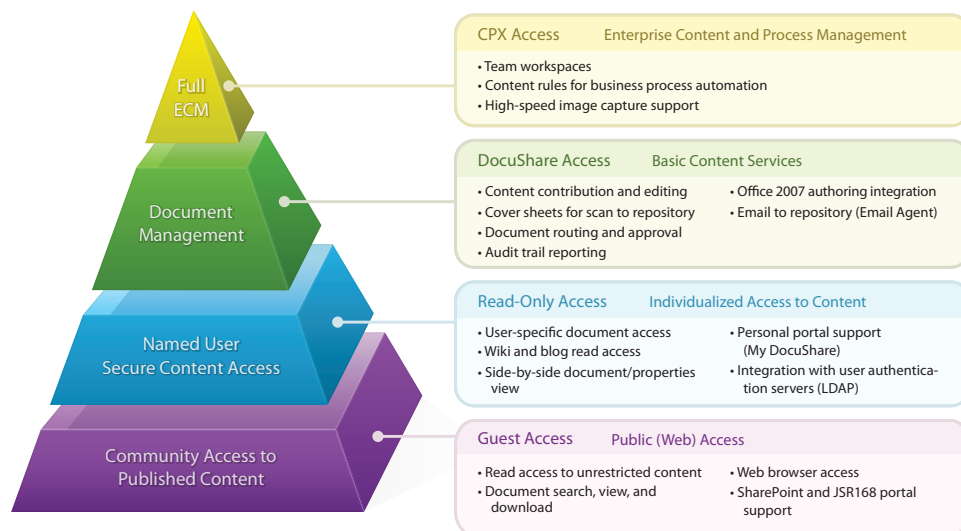 Full
ECM
CPX Access Enterprise Content and Process Management
• Team workspaces
• Content rules for business process automation
• High-speed image capture support
Document
Management
DocuShare Access Basic Content Services
• Content contribution and editing
• Cover sheets for scan to repository
• Document routing and approval
• Audit trail reporting
• Office 2007 authoring integration
• Email to repository (Email Agent)
Named User
Secure Content Access
Read-Only Access Individualized Access to Content
• User-specific document access
• Wiki and blog read access
• Side-by-side document/properties
view
• Personal portal support
(My DocuShare)
• Integration with user authentica-
tion servers (LDAP)
Community Access to
Published Content
Guest Access Public (Web) Access
• Read access to unrestricted content
• Document search, view, and
download
• Web browser access
• SharePoint and JSR168 portal
support